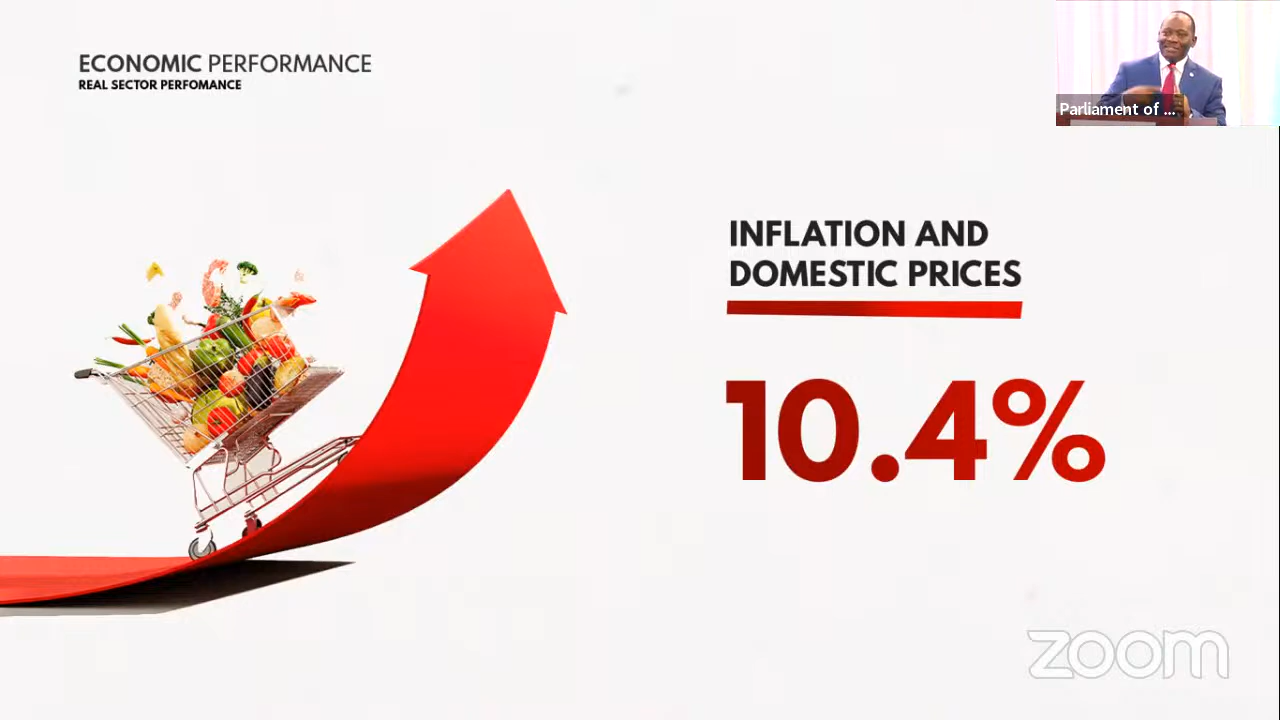 ECONOMIC PERFORMANCE
REAL SECTOR PERFOMANCE
Parliament of ...
INFLATION AND
DOMESTIC PRICES
10.4%
zoom